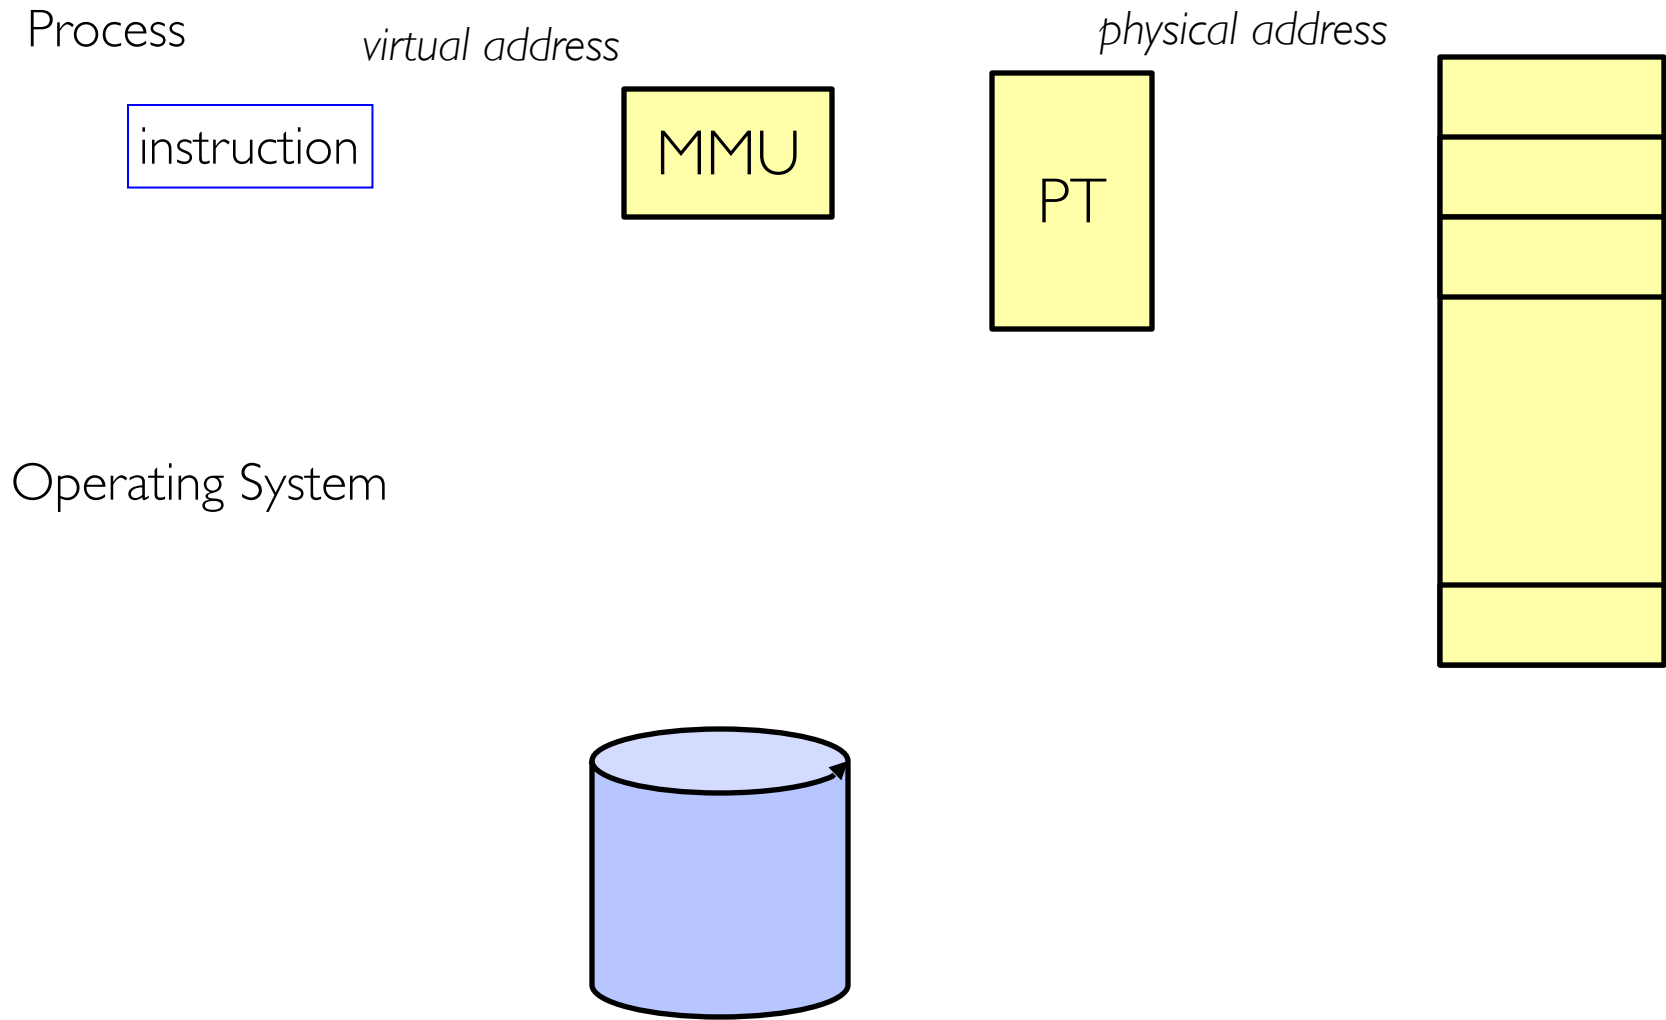 Process
virtual address
physical address
instruction
MMU
PT
Operating System